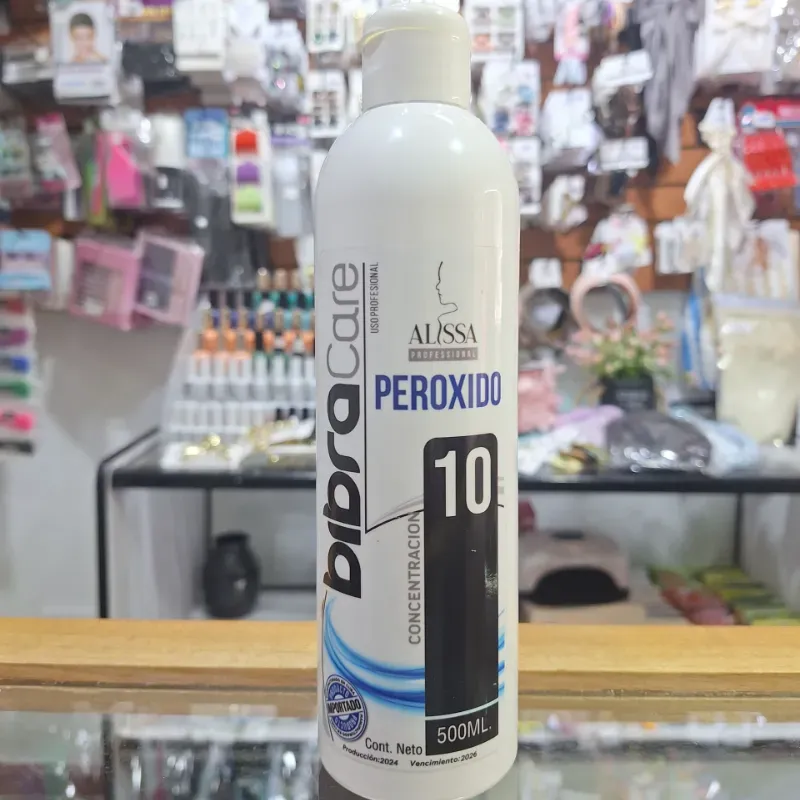 bibraCare
USO PROFESIONAL
ALISSA
PROFESSIONAL
PEROXIDO
10
CONCENTRACION
500ML.
IMPORTADO
Cont. Neto
Producción:2024
Vencimiento:2026